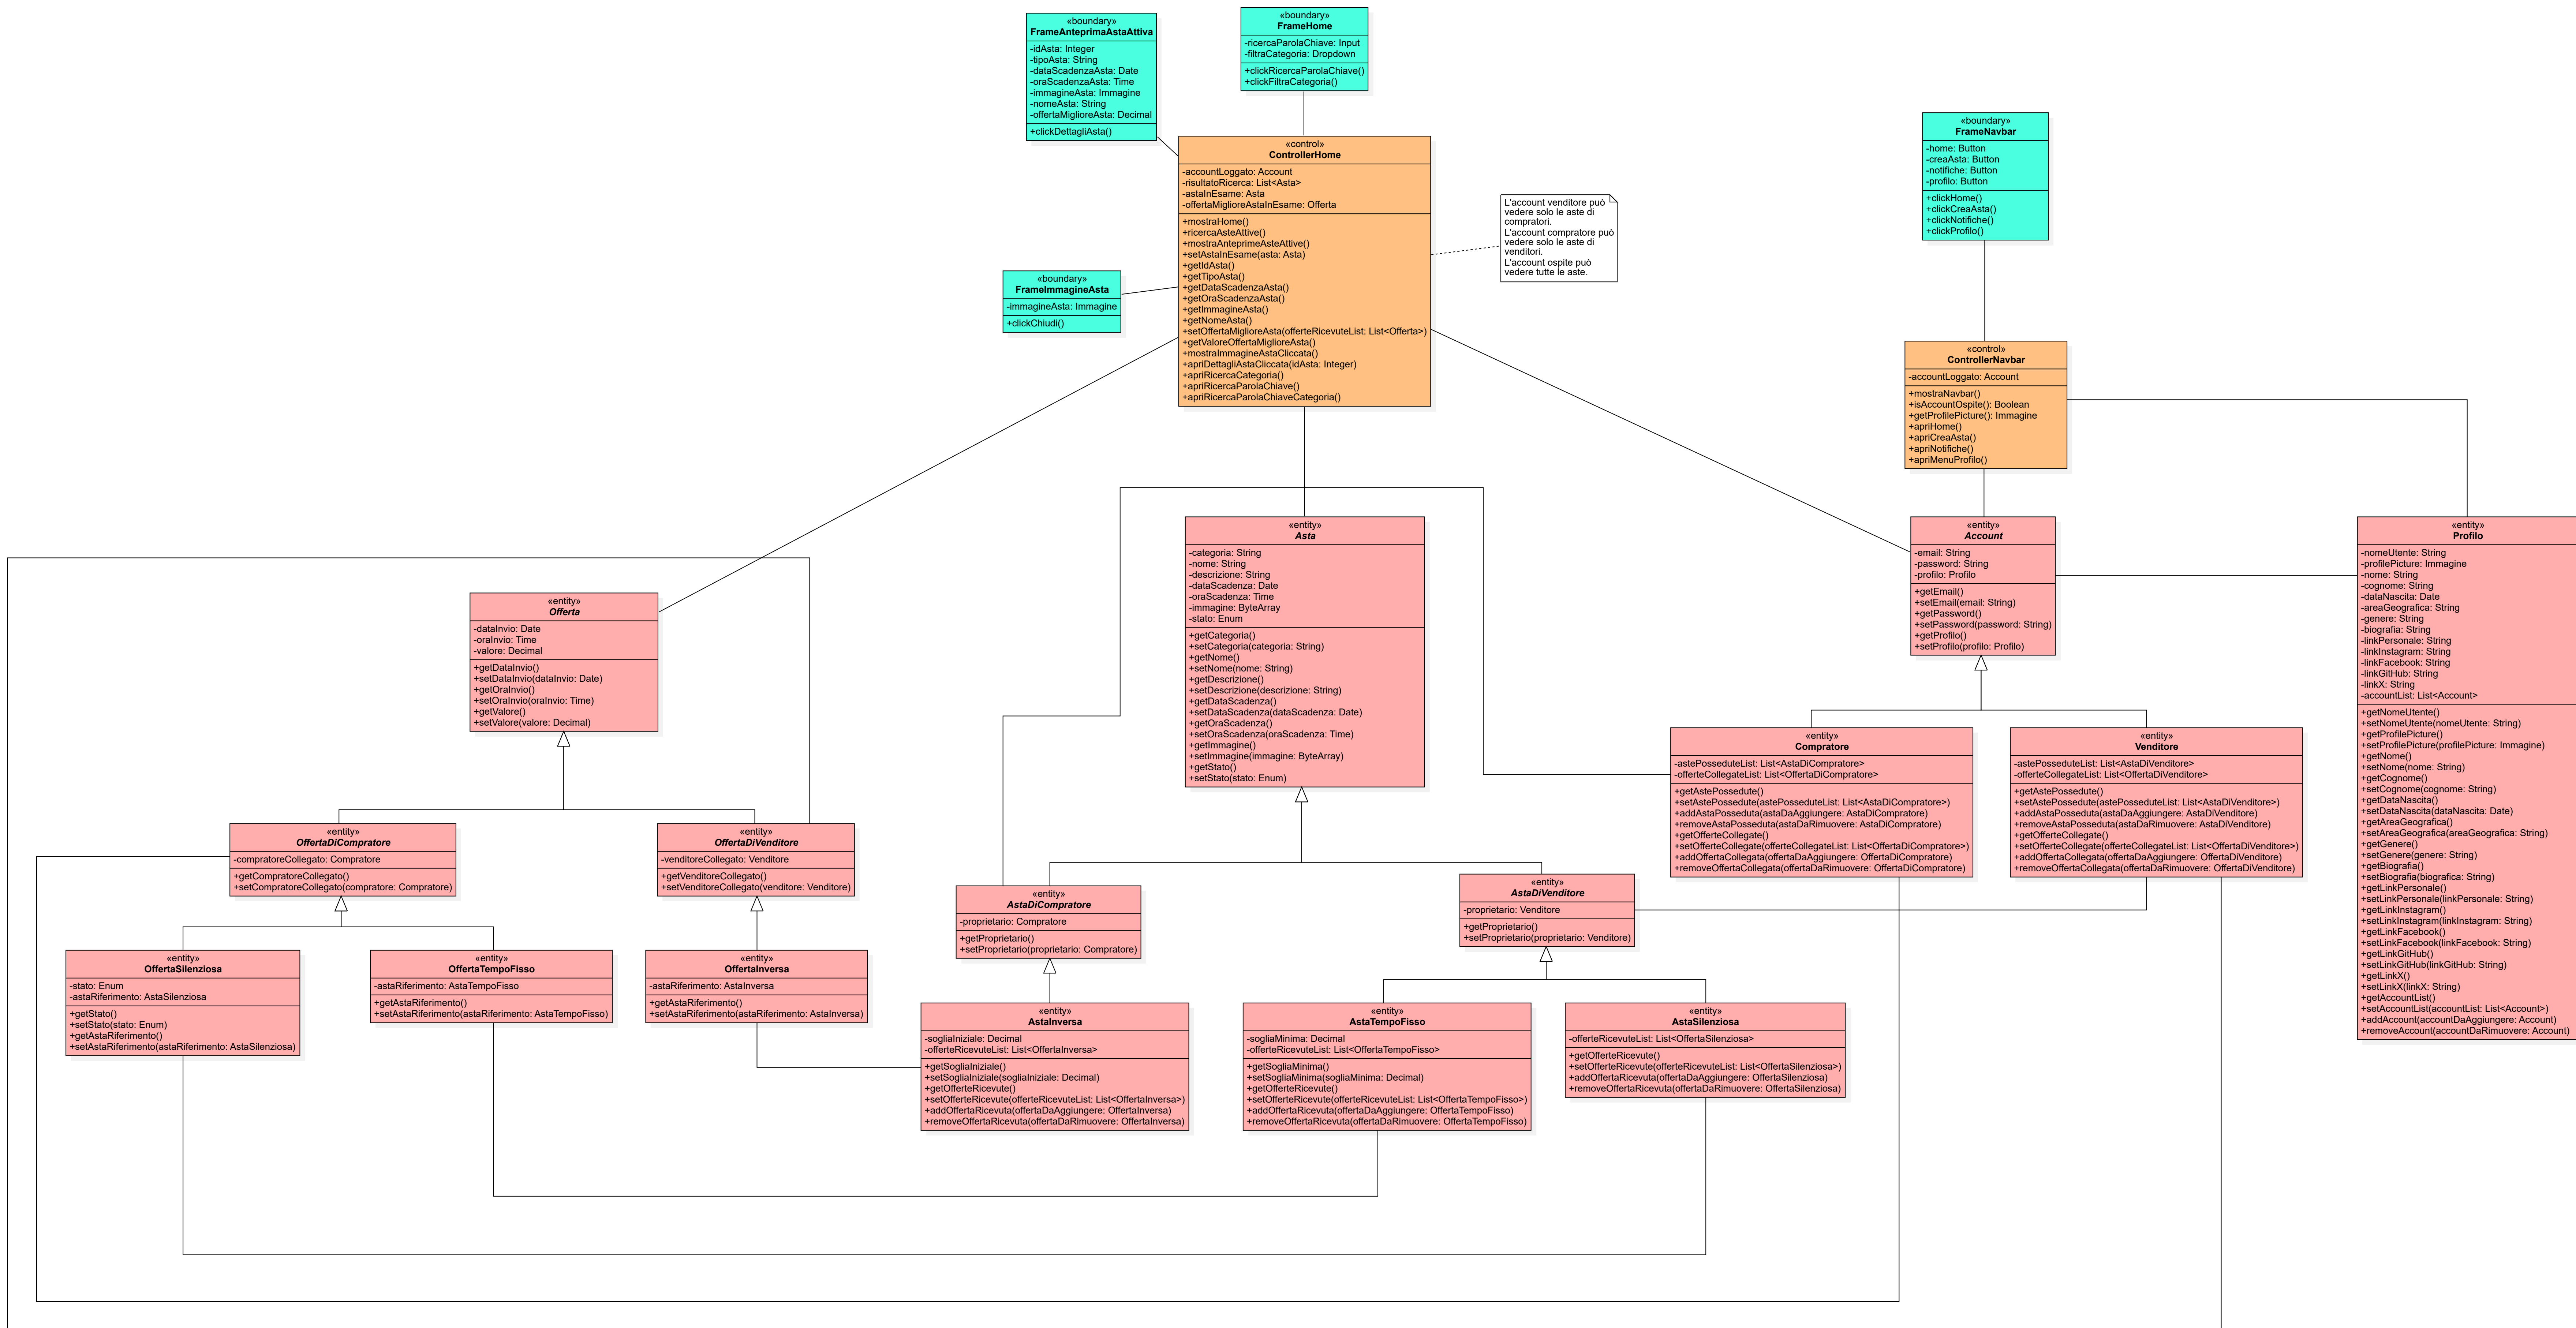 «boundary»
FrameAnteprimaAstaAttiva
-idAsta: Integer
-tipoAsta: String
-dataScadenzaAsta: Date
-oraScadenzaAsta: Time
-immagineAsta: Immagine
-nomeAsta: String
-offertaMiglioreAsta: Decimal
+clickDettagliAsta()
«boundary»
FrameHome
-ricercaParolaChiave: Input
-filtraCategoria: Dropdown
+clickRicercaParolaChiave()
+clickFiltraCategoria()
«boundary»
FrameNavbar
-home: Button
-creaAsta: Button
-notifiche: Button
-profilo: Button
+clickHome()
+clickCreaAsta()
+clickNotifiche()
+clickProfilo()
«control»
ControllerHome
-accountLoggato: Account
-risultatoRicerca: List<Asta>
-astaInEsame: Asta
-offertaMiglioreAstaInEsame: Offerta
+mostraHome()
+ricercaAsteAttive()
+mostraAnteprimeAsteAttive()
+setAstaInEsame(asta: Asta)
+getIdAsta()
+getTipoAsta()
+getDataScadenzaAsta()
+getOraScadenzaAsta()
+getImmagineAsta()
+getNomeAsta()
+setOffertaMiglioreAsta(offerteRicevuteList: List<Offerta>)
+getValoreOffertaMiglioreAsta()
+mostraImmagineAstaCliccata()
+apriDettagliAstaCliccata(idAsta: Integer)
+apriRicercaCategoria()
+apriRicercaParolaChiave()
+apriRicercaParolaChiaveCategoria()
L'account venditore può
vedere solo le aste di
compratori.
L'account compratore può
vedere solo le aste di
venditori.
L'account ospite può
vedere tutte le aste.
«boundary»
FrameImmagineAsta
-immagineAsta: Immagine
+clickChiudi()
«control»
ControllerNavbar
-accountLoggato: Account
+mostraNavbar()
+isAccountOspite(): Boolean
+getProfilePicture(): Immagine
+apriHome()
+apriCreaAsta()
+apriNotifiche()
+apriMenuProfilo()
«entity»
Asta
-categoria: String
-nome: String
-descrizione: String
-dataScadenza: Date
-oraScadenza: Time
-immagine: ByteArray
-stato: Enum
+getCategoria()
+setCategoria(categoria: String)
+getNome()
+setNome(nome: String)
+getDescrizione()
+setDescrizione(descrizione: String)
+getDataScadenza()
+setDataScadenza(dataScadenza: Date)
+getOraScadenza()
+setOraScadenza(oraScadenza: Time)
+getImmagine()
+setImmagine(immagine: ByteArray)
+getStato()
+setStato(stato: Enum)
«entity»
Account
-email: String
-password: String
-profilo: Profilo
+getEmail()
+setEmail(email: String)
+getPassword()
+setPassword(password: String)
+getProfilo()
+setProfilo(profilo: Profilo)
«entity»
Profilo
-nomeUtente: String
-profilePicture: Immagine
-nome: String
-cognome: String
-dataNascita: Date
-areaGeografica: String
-genere: String
-biografia: String
-linkPersonale: String
-linkInstagram: String
-linkFacebook: String
-linkGitHub: String
-linkX: String
-accountList: List<Account>
+getNomeUtente()
+setNomeUtente(nomeUtente: String)
+getProfilePicture()
+setProfilePicture(profilePicture: Immagine)
+getNome()
+setNome(nome: String)
+getCognome()
+setCognome(cognome: String)
+getDataNascita()
+setDataNascita(dataNascita: Date)
+getAreaGeografica()
+setAreaGeografica(areaGeografica: String)
+getGenere()
+setGenere(genere: String)
+getBiografia()
+setBiografia(biografica: String)
+getLinkPersonale()
+setLinkPersonale(linkPersonale: String)
+getLinkInstagram()
+setLinkInstagram(linkInstagram: String)
+getLinkFacebook()
+setLinkFacebook(linkFacebook: String)
+getLinkGitHub()
+setLinkGitHub(linkGitHub: String)
+getLinkX()
+setLinkX(linkX: String)
+getAccountList()
+setAccountList(accountList: List<Account>)
+addAccount(accountDaAggiungere: Account)
+removeAccount(accountDaRimuovere: Account)
«entity»
Offerta
-dataInvio: Date
-oraInvio: Time
-valore: Decimal
+getDataInvio()
+setDataInvio(dataInvio: Date)
+getOraInvio()
+setOraInvio(oraInvio: Time)
+getValore()
+setValore(valore: Decimal)
«entity»
Compratore
-astePosseduteList: List<AstaDiCompratore>
-offerteCollegateList: List<OffertaDiCompratore>
+getAstePossedute()
+setAstePossedute(astePosseduteList: List<AstaDiCompratore>)
+addAstaPosseduta(astaDaAggiungere: AstaDiCompratore)
+removeAstaPosseduta(astaDaRimuovere: AstaDiCompratore)
+getOfferteCollegate()
+setOfferteCollegate(offerteCollegateList: List<OffertaDiCompratore>)
+addOffertaCollegata(offertaDaAggiungere: OffertaDiCompratore)
+removeOffertaCollegata(offertaDaRimuovere: OffertaDiCompratore)
«entity»
Venditore
-astePosseduteList: List<AstaDiVenditore>
-offerteCollegateList: List<OffertaDiVenditore>
+getAstePossedute()
+setAstePossedute(astePosseduteList: List<AstaDiVenditore>)
+addAstaPosseduta(astaDaAggiungere: AstaDiVenditore)
+removeAstaPosseduta(astaDaRimuovere: AstaDiVenditore)
+getOfferteCollegate()
+setOfferteCollegate(offerteCollegateList: List<OffertaDiVenditore>)
+addOffertaCollegata(offertaDaAggiungere: OffertaDiVenditore)
+removeOffertaCollegata(offertaDaRimuovere: OffertaDiVenditore)
«entity»
OffertaDiCompratore
-compratoreCollegato: Compratore
+getCompratoreCollegato()
+setCompratoreCollegato(compratore: Compratore)
«entity»
OffertaDiVenditore
-venditoreCollegato: Venditore
+getVenditoreCollegato()
+setVenditoreCollegato(venditore: Venditore)
«entity»
AstaDiCompratore
-proprietario: Compratore
+getProprietario()
+setProprietario(proprietario: Compratore)
«entity»
AstaDiVenditore
-proprietario: Venditore
+getProprietario()
+setProprietario(proprietario: Venditore)
«entity»
OffertaSilenziosa
-stato: Enum
-astaRiferimento: AstaSilenziosa
+getStato()
+setStato(stato: Enum)
+getAstaRiferimento()
+setAstaRiferimento(astaRiferimento: AstaSilenziosa)
«entity»
OffertaTempoFisso
-astaRiferimento: AstaTempoFisso
+getAstaRiferimento()
+setAstaRiferimento(astaRiferimento: AstaTempoFisso)
«entity»
OffertaInversa
-astaRiferimento: AstaInversa
+getAstaRiferimento()
+setAstaRiferimento(astaRiferimento: AstaInversa)
«entity»
AstaInversa
-sogliaIniziale: Decimal
-offerteRicevuteList: List<OffertaInversa>
+getSogliaIniziale()
+setSogliaIniziale(sogliaIniziale: Decimal)
+getOfferteRicevute()
+setOfferteRicevute(offerteRicevuteList: List<OffertaInversa>)
+addOffertaRicevuta(offertaDaAggiungere: OffertaInversa)
+removeOffertaRicevuta(offertaDaRimuovere: OffertaInversa)
«entity»
AstaTempoFisso
-sogliaMinima: Decimal
-offerteRicevuteList: List<OffertaTempoFisso>
+getSogliaMinima()
+setSogliaMinima(sogliaMinima: Decimal)
+getOfferteRicevute()
+setOfferteRicevute(offerteRicevuteList: List<OffertaTempoFisso>)
+addOffertaRicevuta(offertaDaAggiungere: OffertaTempoFisso)
+removeOffertaRicevuta(offertaDaRimuovere: OffertaTempoFisso)
«entity»
AstaSilenziosa
-offerteRicevuteList: List<OffertaSilenziosa>
+getOfferteRicevute()
+setOfferteRicevute(offerteRicevuteList: List<OffertaSilenziosa>)
+addOffertaRicevuta(offertaDaAggiungere: OffertaSilenziosa)
+removeOffertaRicevuta(offertaDaRimuovere: OffertaSilenziosa)